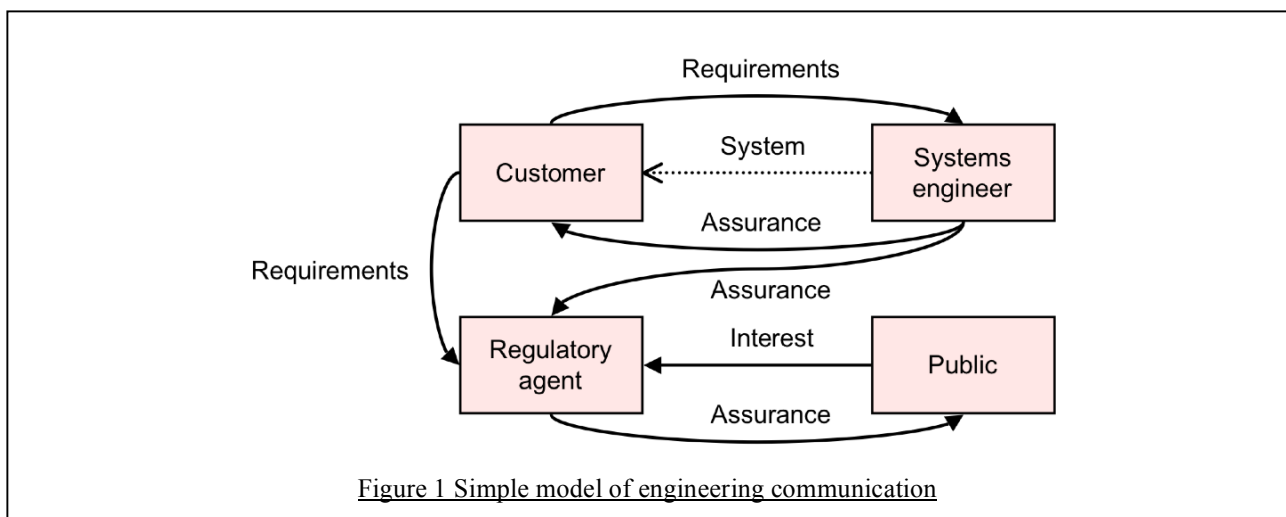 Requirements
System
Customer
Systems
engineer
Assurance
Requirements
Assurance
Interest
Regulatory
agent
Public
Assurance
Figure 1 Simple model of engineering communication